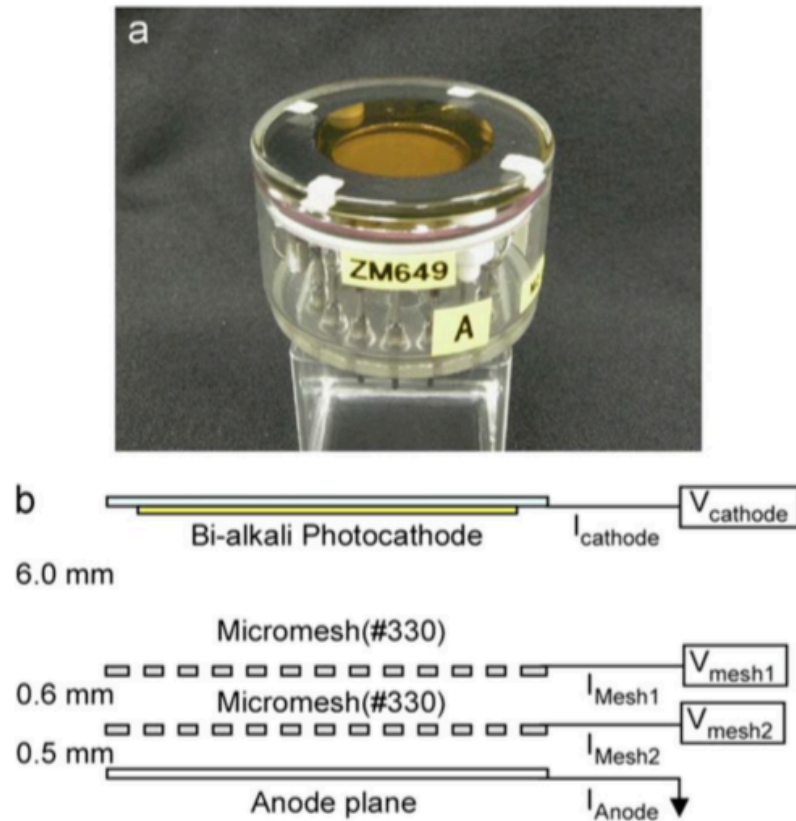 a
ZM649
A
b
V_cathode
I_cathode
Bi-alkali Photocathode
6.0 mm
Micromesh(#330)
V_mesh1
I_Mesh1
0.6 mm
Micromesh(#330)
V_mesh2
I_Mesh2
0.5 mm
Anode plane
I_Anode